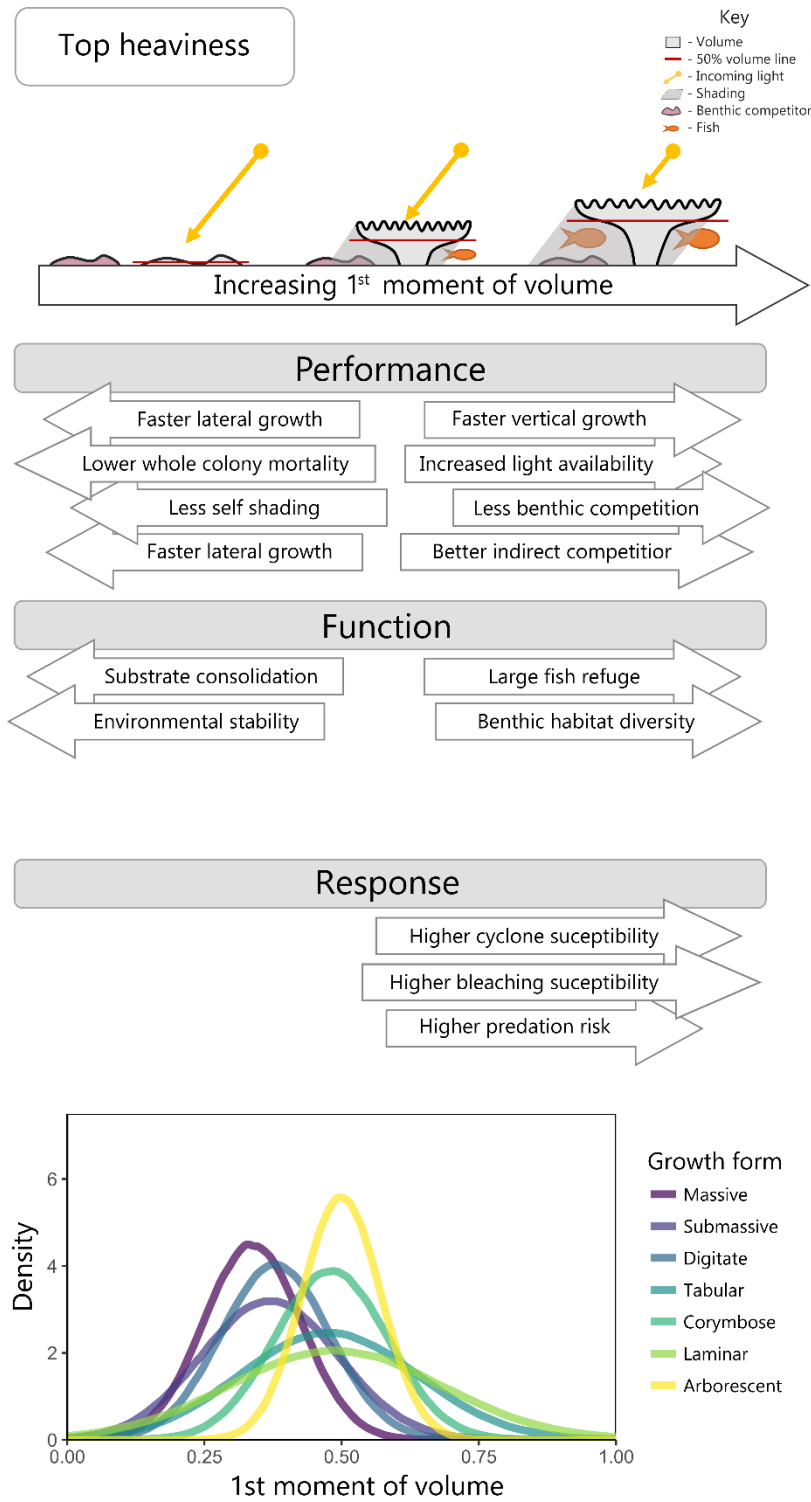 Top heaviness
Key
- Volume
- 50% volume line
- Incoming light
- Shading
- Benthic competitor
- Fish
Increasing 1st moment of volume
Performance
Faster lateral growth
Faster vertical growth
Lower whole colony mortality
Increased light availability
Less self shading
Less benthic competition
Faster lateral growth
Better indirect competitior
Function
Substrate consolidation
Large fish refuge
Environmental stability
Benthic habitat diversity
Response
Higher cyclone suceptibility
Higher bleaching suceptibility
Higher predation risk
Density
6
4
2
0
0.00
0.25
0.50
0.75
1.00
1st moment of volume
Growth form
Massive
Submassive
Digitate
Tabular
Corymbose
Laminar
Arborescent